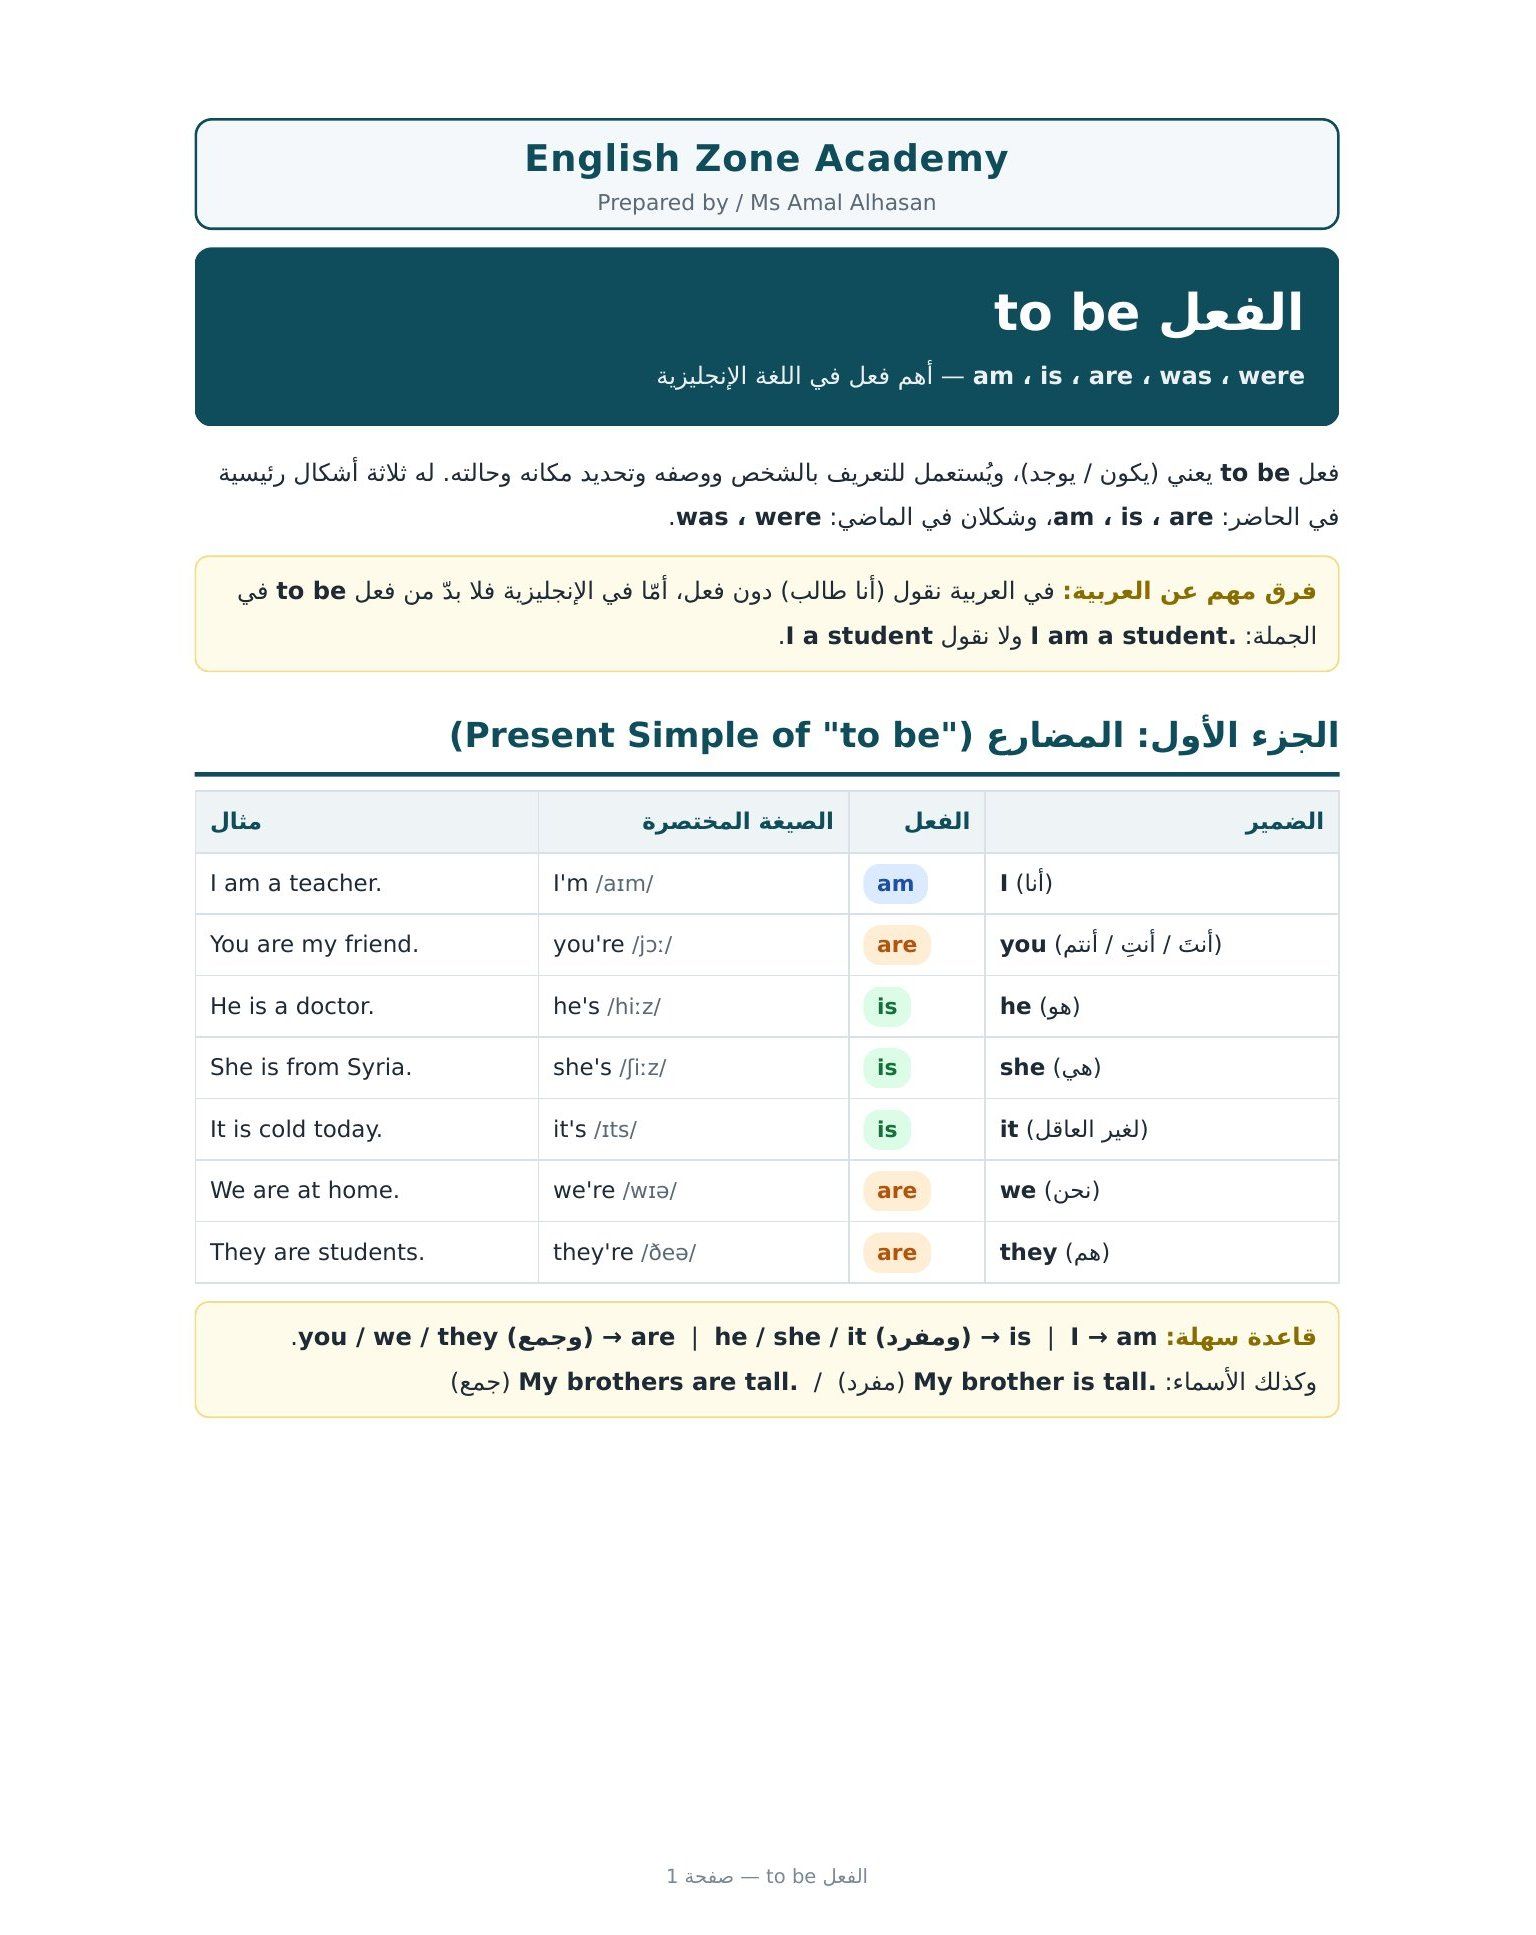 English Zone Academy
Prepared by / Ms Amal Alhasan
الفعل to be
am ، is ، are ، was ، were — أهم فعل في اللغة الإنجليزية
فعل to be يعني (يكون / يوجد)، ويُستعمل للتعريف بالشخص ووصفه وتحديد مكانه وحالته. له ثلاثة أشكال رئيسية
في الحاضر: am ، is ، are، وشكلان في الماضي: was ، were.
فرق مهم عن العربية: في العربية نقول (أنا طالب) دون فعل، أمّا في الإنجليزية فلا بدّ من فعل to be في
الجملة: I am a student. ولا نقول I a student.
الجزء الأول: المضارع (Present Simple of "to be")
الضمير الفعل الصيغة المختصرة مثال
I (أنا) am I'm /aɪm/ I am a teacher.
you (أنتَ / أنتِ / أنتم) are you're /jɔː/ You are my friend.
he (هو) is he's /hiːz/ He is a doctor.
she (هي) is she's /ʃiːz/ She is from Syria.
it (لغير العاقل) is it's /ɪts/ It is cold today.
we (نحن) are we're /wɪə/ We are at home.
they (هم) are they're /ðeə/ They are students.
قاعدة سهلة: I → am | he / she / it (ومفرد) → is | you / we / they (وجمع) → are.
وكذلك الأسماء: My brother is tall. (مفرد) / My brothers are tall. (جمع)
الفعل to be — صفحة 1